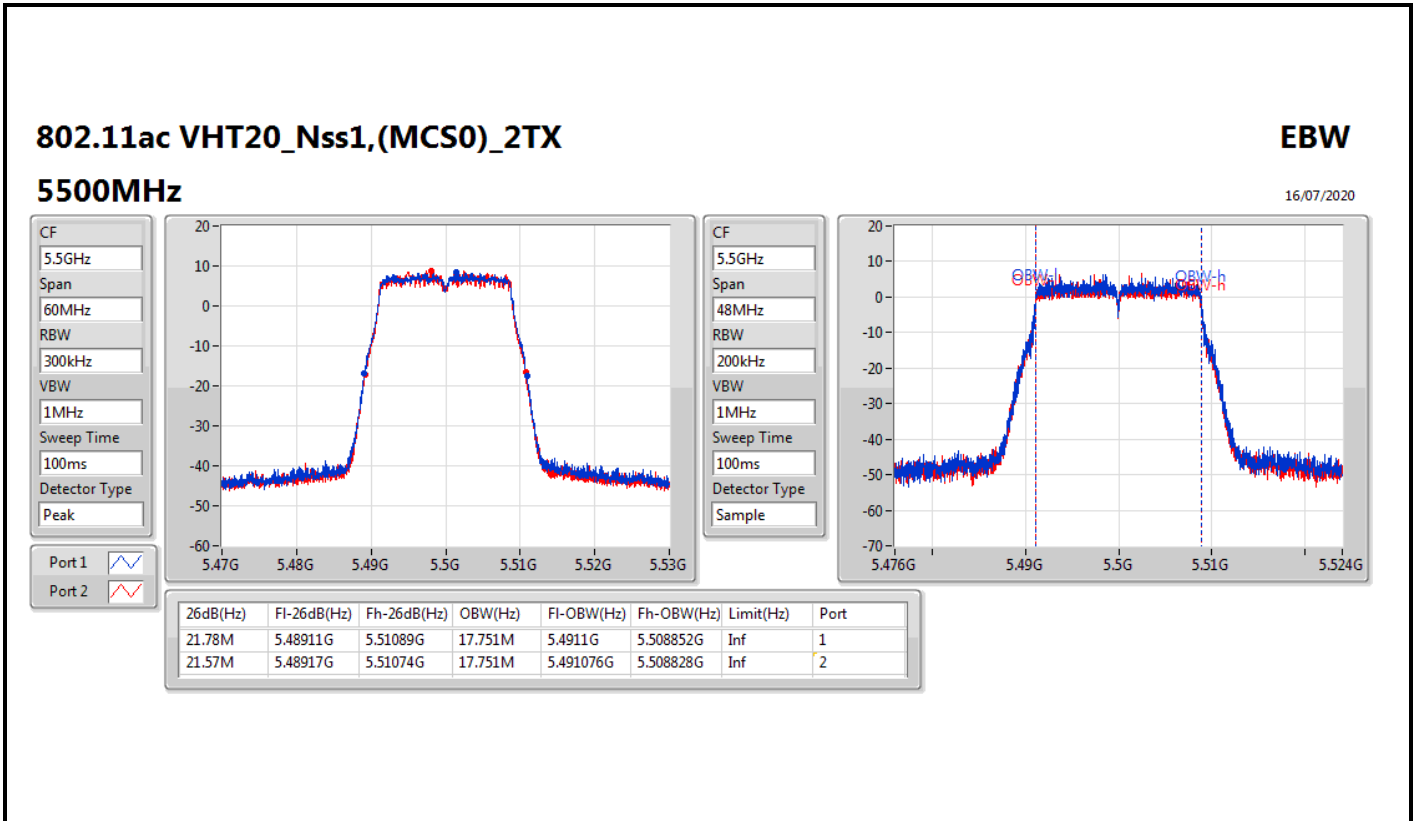 802.11ac VHT20_Nss1,(MCS0)_2TX
EBW
5500MHz
16/07/2020
CF
5.5GHz
Span
60MHz
RBW
300kHz
VBW
1MHz
Sweep Time
100ms
Detector Type
Peak
Port 1
Port 2
20
10
0
-10
-20
-30
-40
-50
-60
5.47G 5.48G 5.49G 5.5G 5.51G 5.52G 5.53G
CF
5.5GHz
Span
48MHz
RBW
200kHz
VBW
1MHz
Sweep Time
100ms
Detector Type
Sample
20
10
0
-10
-20
-30
-40
-50
-60
-70
OBW-l OBW-h
OBW-l OBW-h
5.476G 5.49G 5.5G 5.51G 5.524G
26dB(Hz) Fl-26dB(Hz) Fh-26dB(Hz) OBW(Hz) Fl-OBW(Hz) Fh-OBW(Hz) Limit(Hz) Port
21.78M 5.48911G 5.51089G 17.751M 5.4911G 5.508852G Inf 1
21.57M 5.48917G 5.51074G 17.751M 5.491076G 5.508828G Inf 2